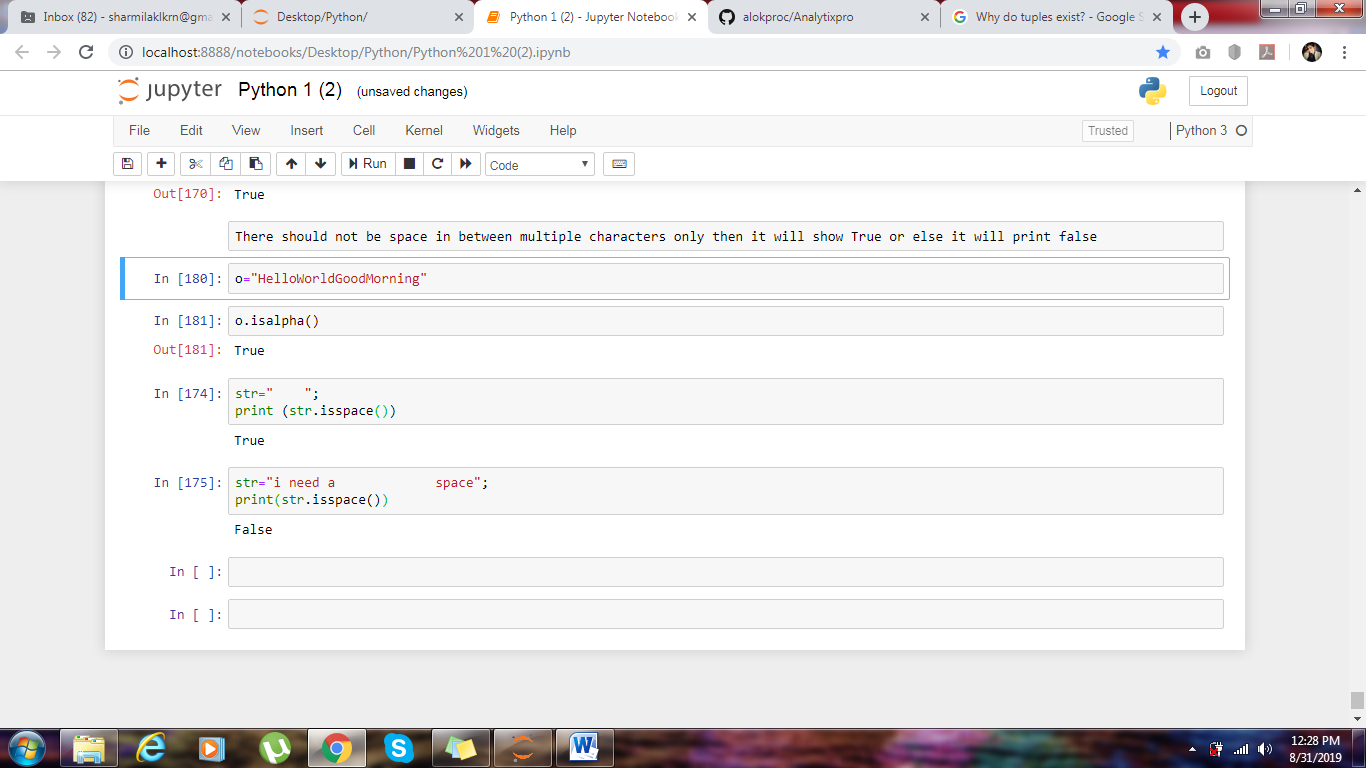 Inbox (82) - sharmilaklkrn@gma
Desktop/Python/
Python 1 (2) - Jupyter Notebook
alokproc/Analytixpro
Why do tuples exist? - Google S
localhost:8888/notebooks/Desktop/Python/Python%201%20(2).ipynb
jupyter Python 1 (2) (unsaved changes)
Logout
File Edit View Insert Cell Kernel Widgets Help
Trusted
Python 3
Run
Code
Out[170]: True
There should not be space in between multiple characters only then it will show True or else it will print false
In [180]: o="HelloWorldGoodMorning"
In [181]: o.isalpha()
Out[181]: True
In [174]: str="    ";
print (str.isspace())
True
In [175]: str="i need a             space";
print(str.isspace())
False
In [ ]:
In [ ]:
12:28 PM
8/31/2019